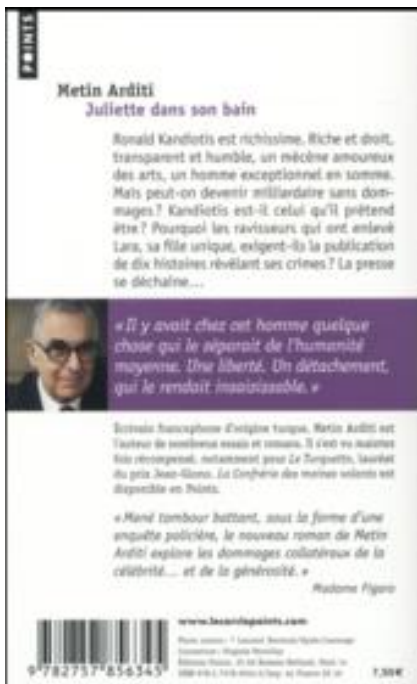 POINTS
Metin Arditi
Juliette dans son bain
Ronald Kandiotis est richissime. Riche et droit,
transparent et humble, un mécène amoureux
des arts, un homme exceptionnel en somme.
Mais peut-on devenir milliardaire sans dom-
mages ? Kandiotis est-il celui qu'il prétend
être ? Pourquoi les ravisseurs qui ont enlevé
Lara, sa fille unique, exigent-ils la publication
de dix histoires révélant ses crimes ? La presse
se déchaîne...
« Il y avait chez cet homme quelque
chose qui le séparait de l'humanité
moyenne. Une liberté. Un détachement,
qui le rendait insaisissable. »
Écrivain francophone d'origine turque, Metin Arditi est
l'auteur de nombreux essais et romans. Il s'est vu maintes
fois récompensé, notamment pour Le Turquetto, lauréat
du prix Jean-Giono. La Confrérie des moines volants est
disponible en Points.
« Mené tambour battant, sous la forme d'une
enquête policière, le nouveau roman de Metin
Arditi explore les dommages collatéraux de la
célébrité... et de la générosité. »
Madame Figaro
www.lecerclepoints.com
9 782757 856345
7,50€